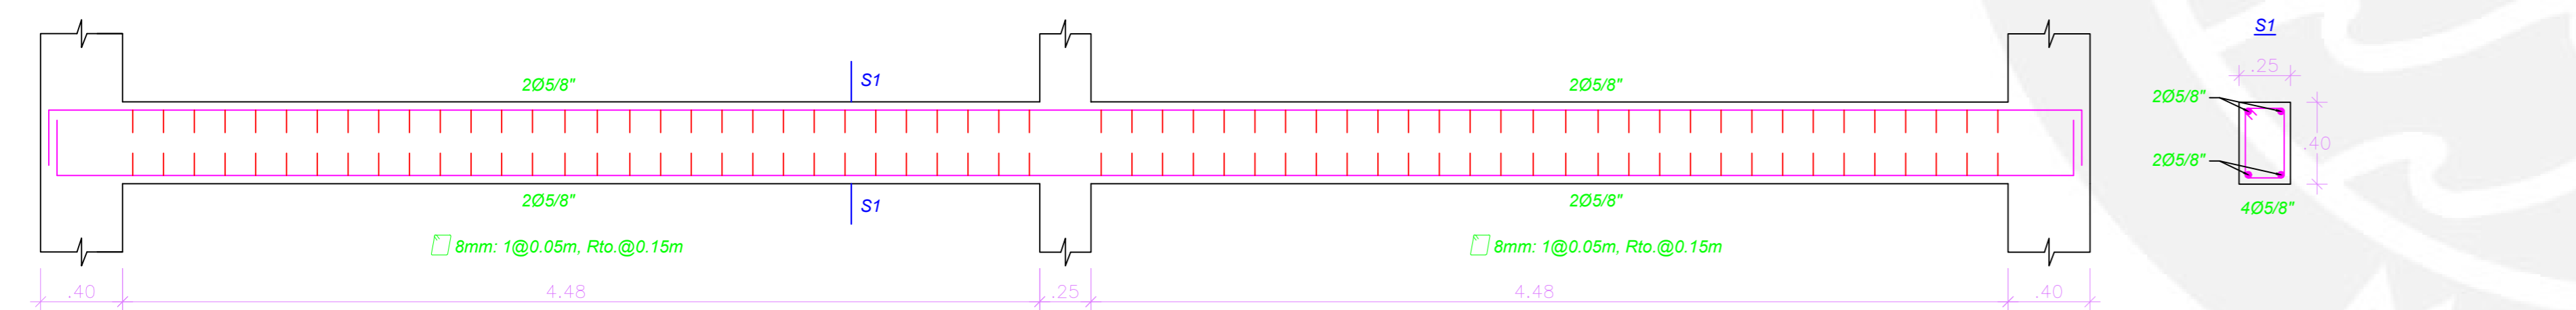 S1
2Ø5/8"
S1
2Ø5/8"
.25
2Ø5/8"
.40
2Ø5/8"
2Ø5/8"
S1
2Ø5/8"
4Ø5/8"
8mm: 1@0.05m, Rto.@0.15m
8mm: 1@0.05m, Rto.@0.15m
.40
4.48
.25
4.48
.40